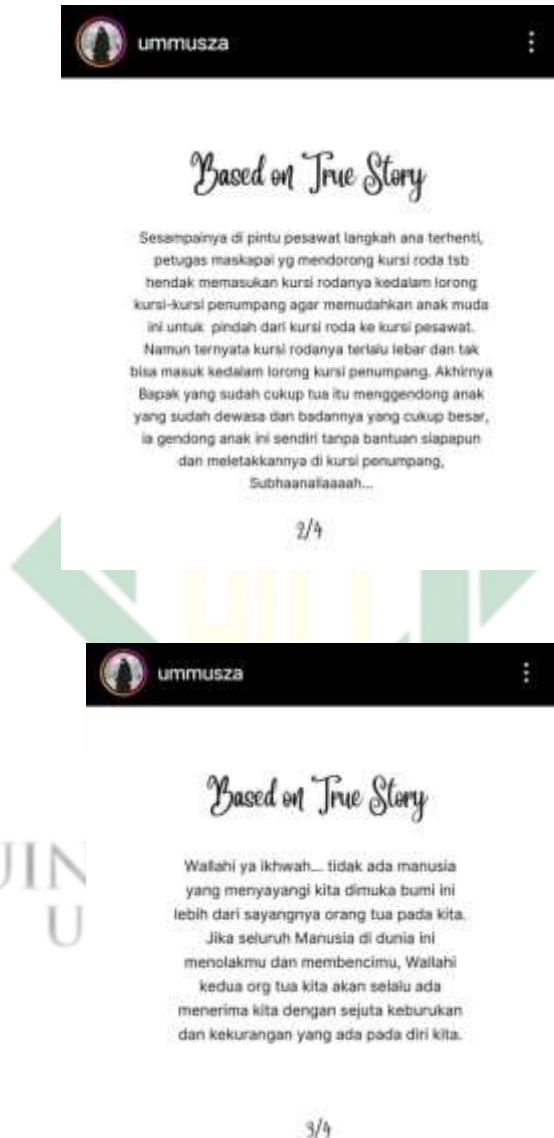 ummusza
Based on True Story
Sesampainya di pintu pesawat langkah ana terhenti,
petugas maskapai yg mendorong kursi roda tsb
hendak memasukan kursi rodanya kedalam lorong
kursi-kursi penumpang agar memudahkan anak muda
ini untuk pindah dari kursi roda ke kursi pesawat.
Namun ternyata kursi rodanya terlalu lebar dan tak
bisa masuk kedalam lorong kursi penumpang. Akhirnya
Bapak yang sudah cukup tua itu menggendong anak
yang sudah dewasa dan badannya yang cukup besar,
ia gendong anak ini sendiri tanpa bantuan siapapun
dan meletakkannya di kursi penumpang,
Subhaanallaaaah...
2/4
ummusza
Based on True Story
Wallahi ya ikhwah... tidak ada manusia
yang menyayangi kita dimuka bumi ini
lebih dari sayangnya orang tua pada kita.
Jika seluruh Manusia di dunia ini
menolakmu dan membencimu, Wallahi
kedua org tua kita akan selalu ada
menerima kita dengan sejuta keburukan
dan kekurangan yang ada pada diri kita.
3/4
UIN
U